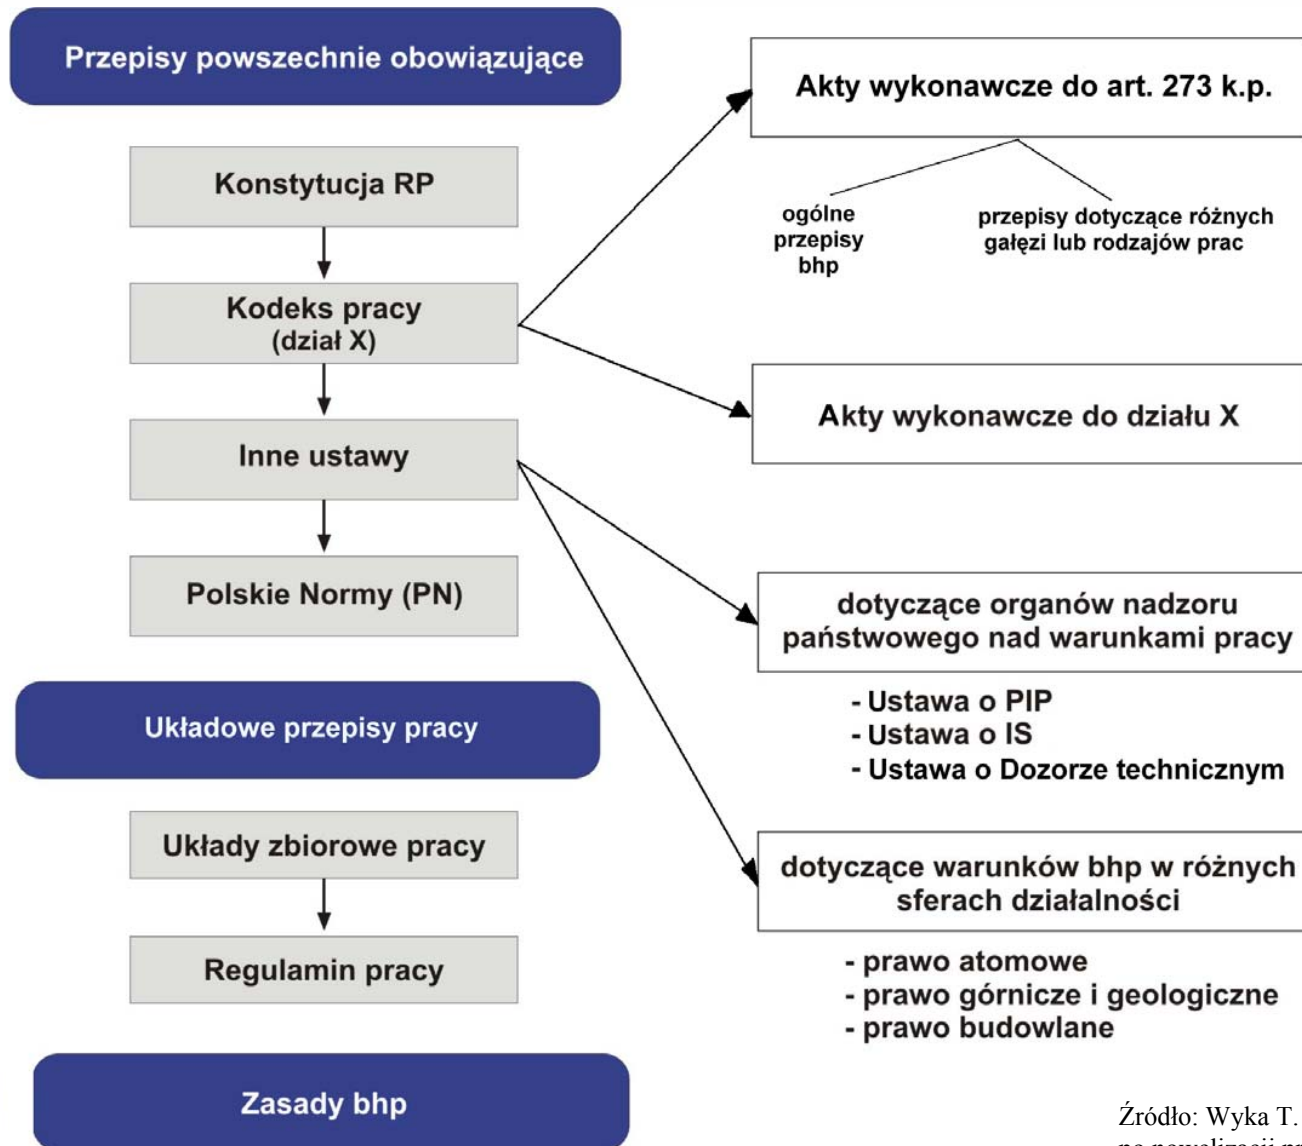 Przepisy powszechnie obowiązujące
Konstytucja RP
Kodeks pracy
(dział X)
Inne ustawy
Polskie Normy (PN)
Układowe przepisy pracy
Układy zbiorowe pracy
Regulamin pracy
Zasady bhp
Akty wykonawcze do art. 273 k.p.
ogólne
przepisy
bhp
przepisy dotyczące różnych
gałęzi lub rodzajów prac
Akty wykonawcze do działu X
dotyczące organów nadzoru
państwowego nad warunkami pracy
- Ustawa o PIP
- Ustawa o IS
- Ustawa o Dozorze technicznym
dotyczące warunków bhp w różnych
sferach działalności
- prawo atomowe
- prawo górnicze i geologiczne
- prawo budowlane
Źródło: Wyka T.